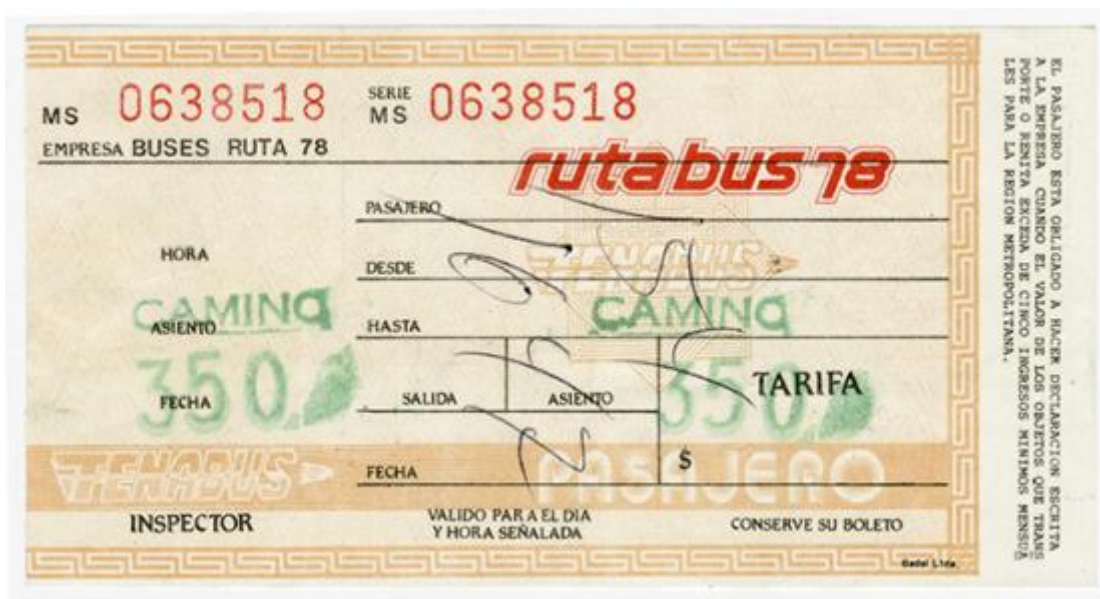 MS 0638518
EMPRESA BUSES RUTA 78
HORA
CAMINO
ASIENTO
350
FECHA
TENABUS
INSPECTOR
SERIE
MS 0638518
rutabus 78
PASAJERO
TENABUS
DESDE
CAMINO
HASTA
350
SALIDA ASIENTO TARIFA
FECHA $
PASAJERO
VALIDO PARA EL DIA
Y HORA SEÑALADA
CONSERVE SU BOLETO
Gadel Ltda.
EL PASAJERO ESTA OBLIGADO A HACER DECLARACION ESCRITA
A LA EMPRESA CUANDO EL VALOR DE LOS OBJETOS QUE TRANS
PORTE O REMITA EXCEDA DE CINCO INGRESOS MINIMOS MENSUA
LES PARA LA REGION METROPOLITANA.